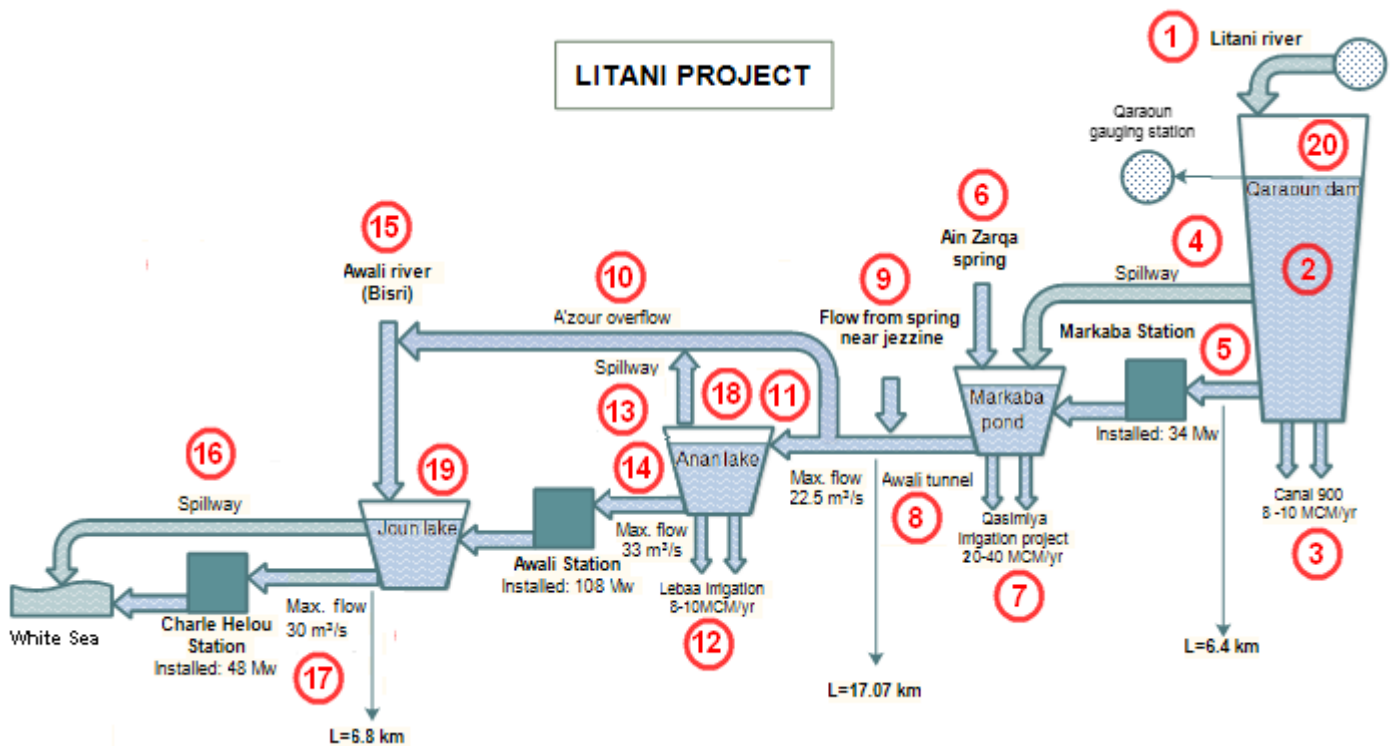 LITANI PROJECT
1
Litani river
Qaraoun
gauging station
20
Qaraoun dam
2
4
Spillway
6
Ain Zarqa
spring
15
Awali river
(Bisri)
10
A'zour overflow
9
Flow from spring
near jezzine
Markaba Station
5
Installed: 34 Mw
Markaba
pond
Spillway
18
11
13
14
Anan lake
Max. flow
22.5 m³/s
Awali tunnel
8
Canal 900
8 -10 MCM/yr
3
Qasimiya
irrigation project
20-40 MCM/yr
7
16
Spillway
19
Joun lake
Max. flow
33 m³/s
Awali Station
Installed: 108 Mw
Lebaa Irrigation
8-10MCM/yr
12
White Sea
Charle Helou
Station
Installed: 48 Mw
Max. flow
30 m³/s
17
L=6.4 km
L=17.07 km
L=6.8 km